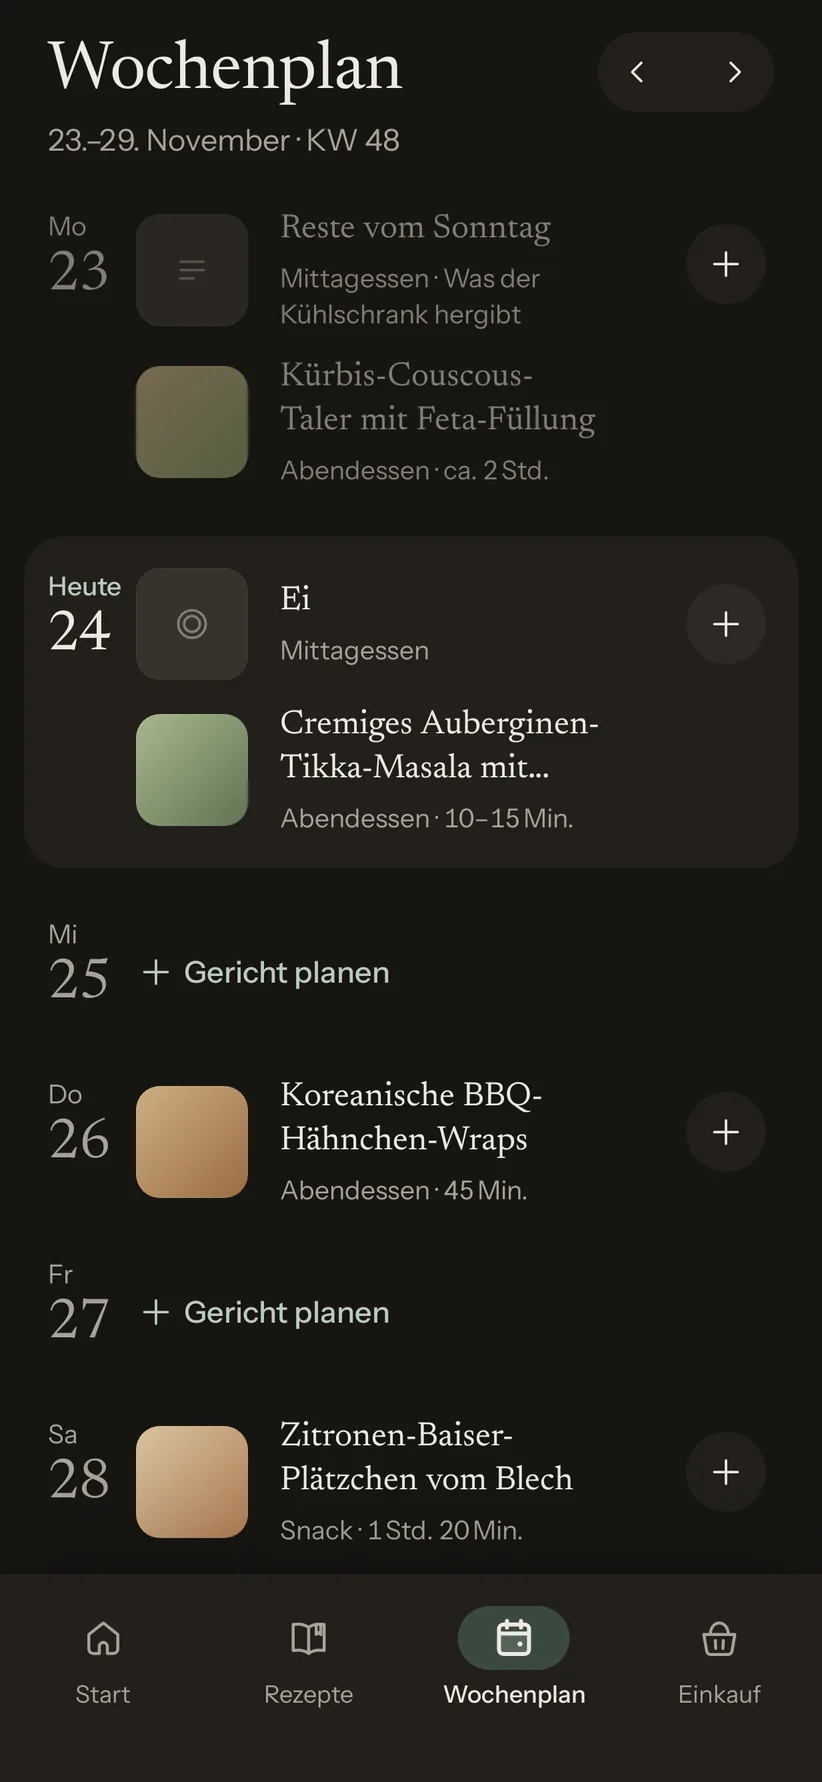 Wochenplan
23.–29. November · KW 48
Mo
23
Reste vom Sonntag
Mittagessen · Was der
Kühlschrank hergibt
Kürbis-Couscous-
Taler mit Feta-Füllung
Abendessen · ca. 2 Std.
Heute
24
Ei
Mittagessen
Cremiges Auberginen-
Tikka-Masala mit...
Abendessen · 10–15 Min.
Mi
25
+ Gericht planen
Do
26
Koreanische BBQ-
Hähnchen-Wraps
Abendessen · 45 Min.
Fr
27
+ Gericht planen
Sa
28
Zitronen-Baiser-
Plätzchen vom Blech
Snack · 1 Std. 20 Min.
Start
Rezepte
Wochenplan
Einkauf